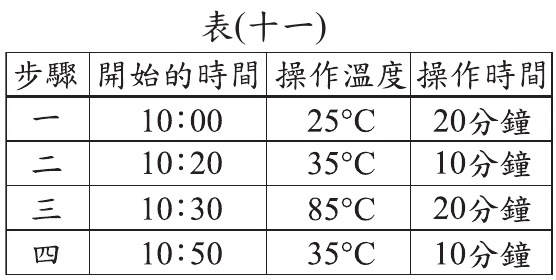 表(十一)
步驟 開始的時間 操作溫度 操作時間
一 10:00 25°C 20分鐘
二 10:20 35°C 10分鐘
三 10:30 85°C 20分鐘
四 10:50 35°C 10分鐘